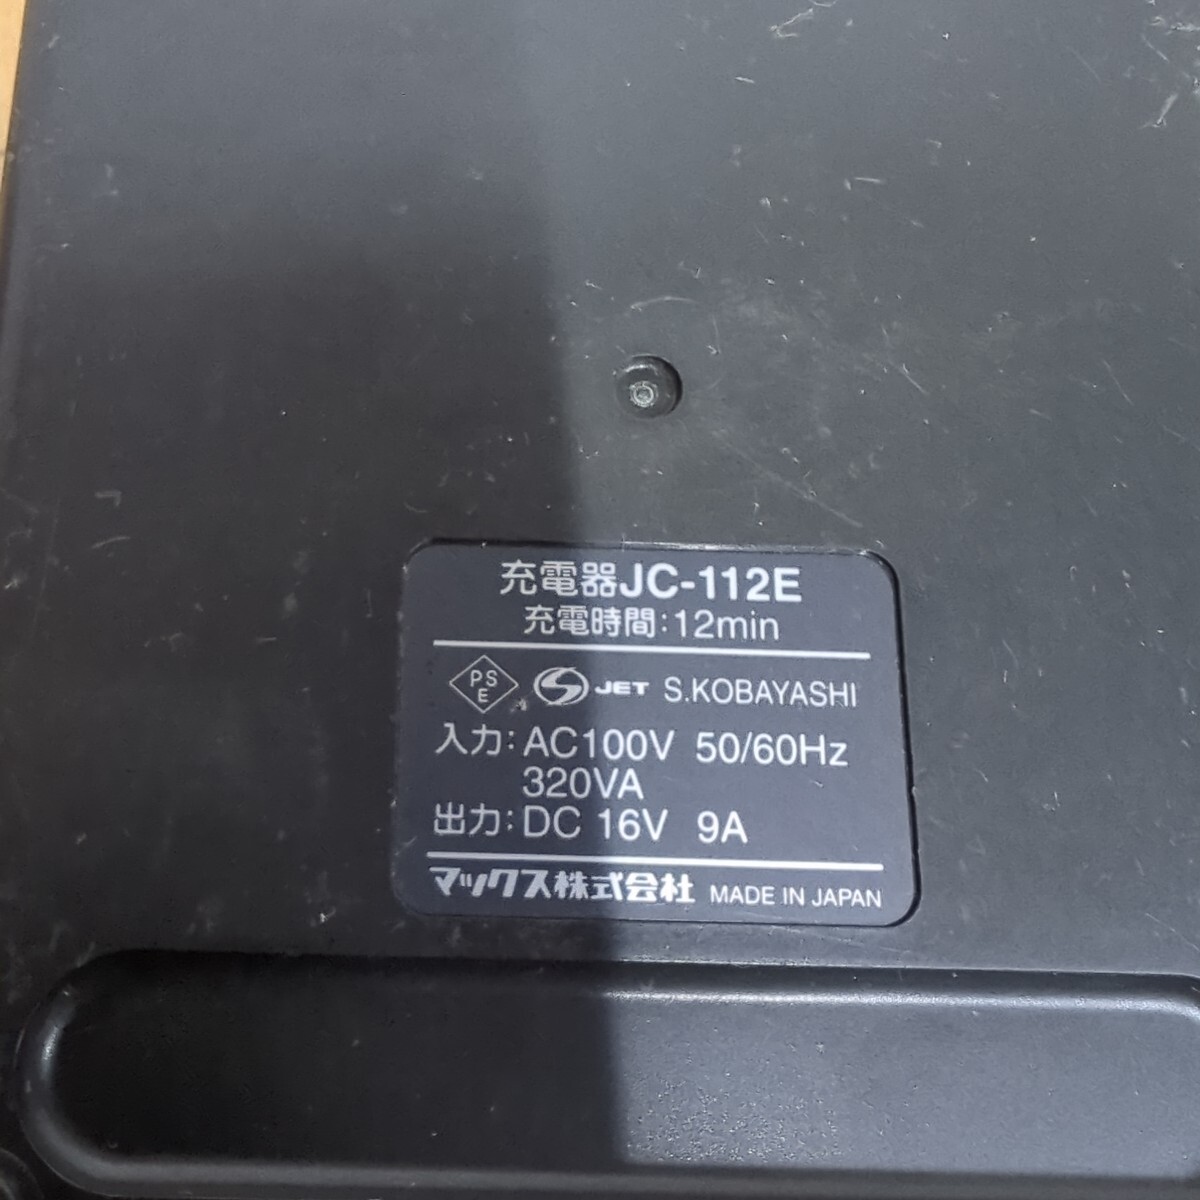 充電器JC-112E
充電時間:12min
PS E JET S.KOBAYASHI
入力:AC100V 50/60Hz
320VA
出力:DC 16V 9A
マックス株式会社 MADE IN JAPAN